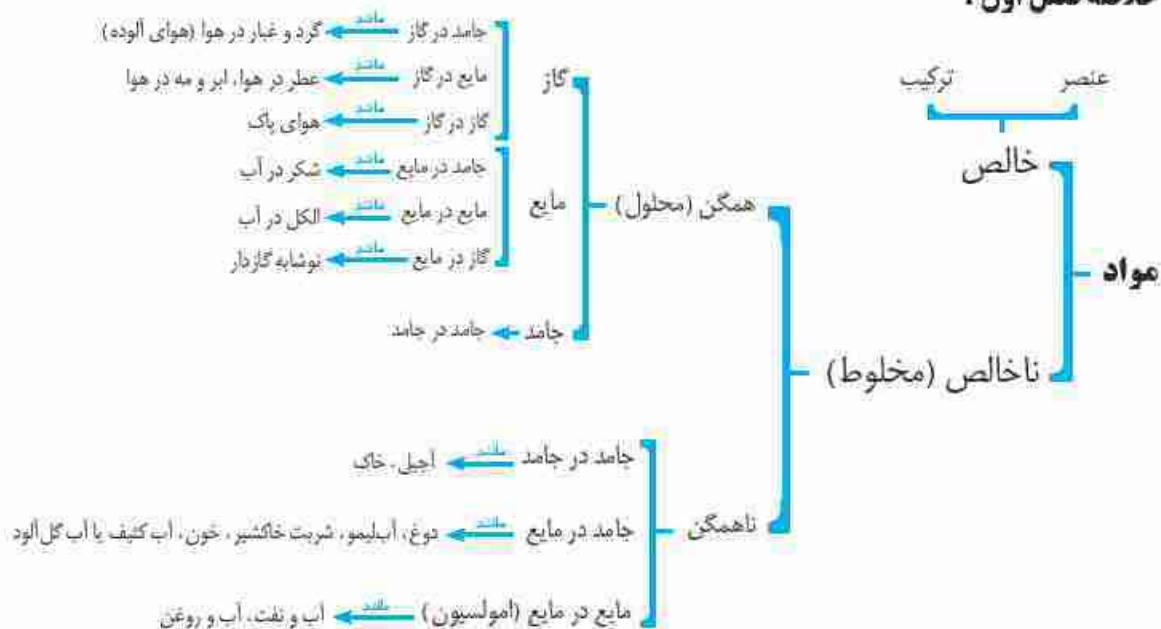 خلاصه فصل اول :
عنصر
ترکیب
خالص
مواد
ناخالص (مخلوط)
همگن (محلول)
گاز
جامد در گاز مانند گرد و غبار در هوا (هوای آلوده)
مایع در گاز مانند عطر در هوا، ابر و مه در هوا
گاز در گاز مانند هوای پاک
مایع
جامد در مایع مانند شکر در آب
مایع در مایع مانند الکل در آب
گاز در مایع مانند نوشابه گازدار
جامد
جامد در جامد
ناهمگن
جامد در جامد مانند آجیل، خاک
جامد در مایع مانند دوغ، آب‌لیمو، شربت خاکشیر، خون، آب کثیف یا آب گل‌آلود
مایع در مایع (امولسیون) مانند آب و نفت، آب و روغن